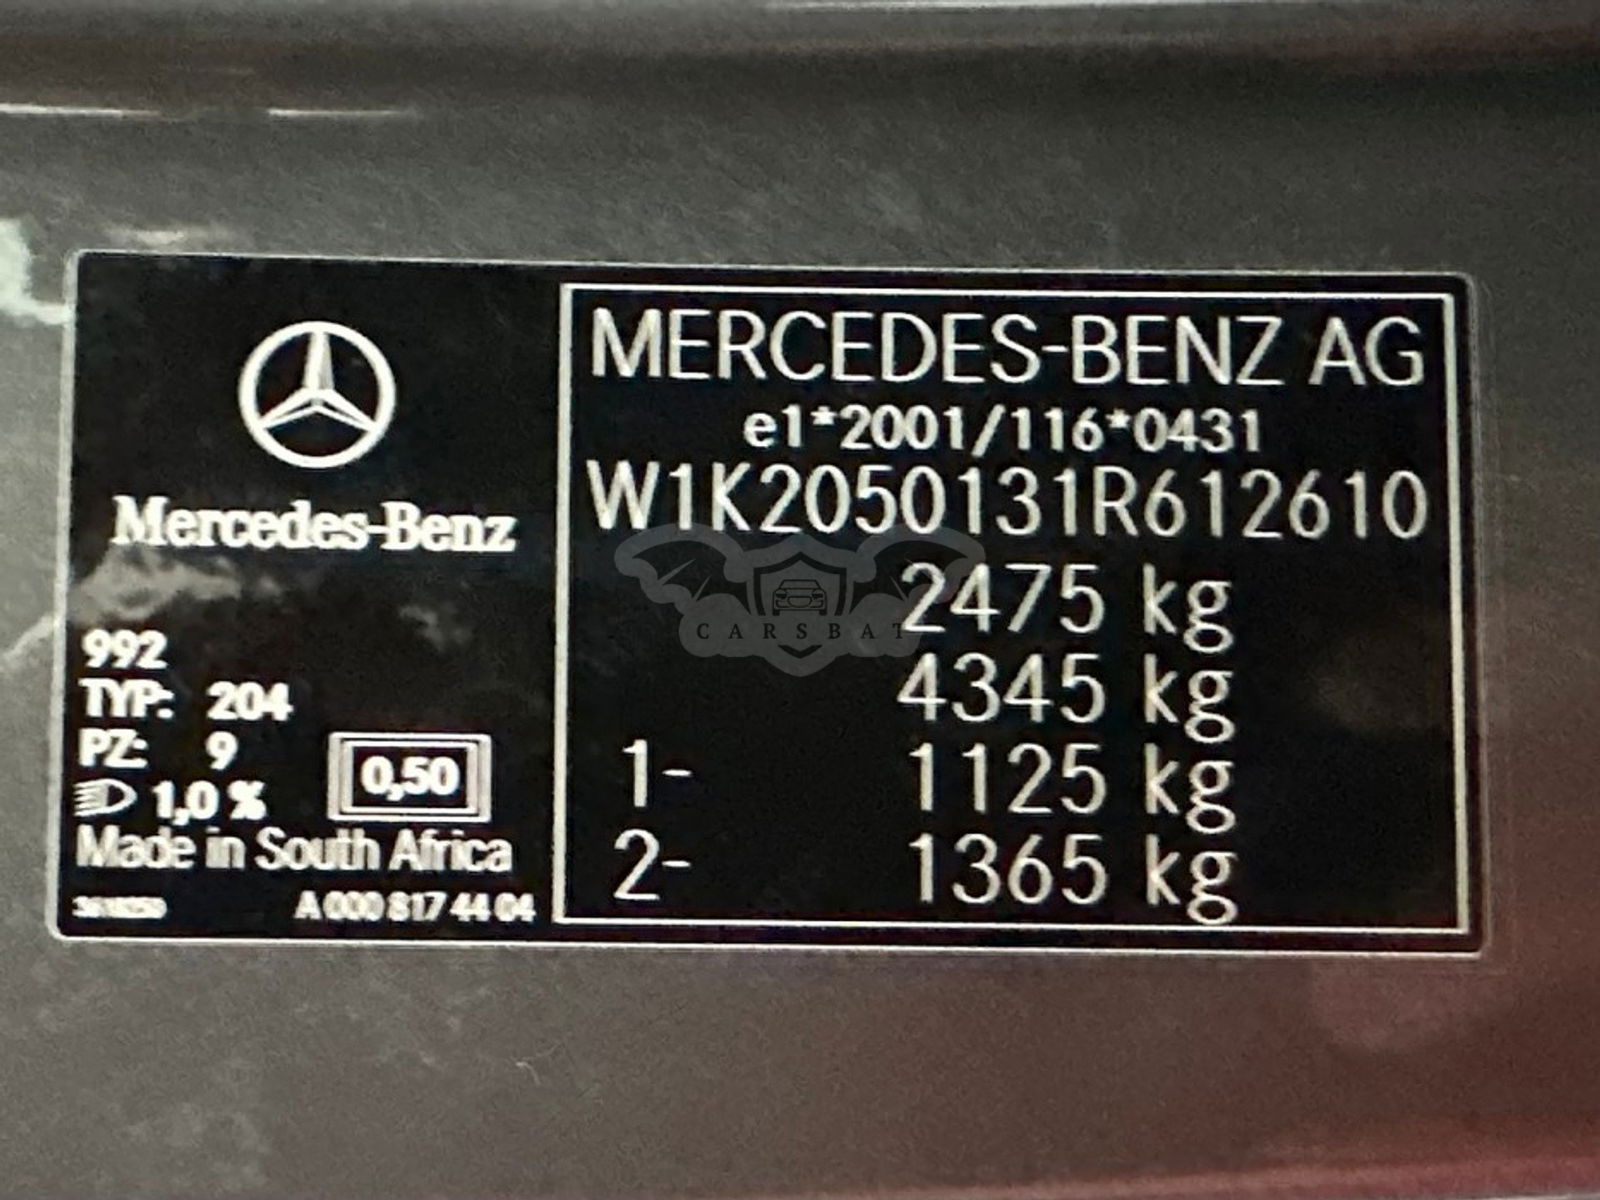 MERCEDES-BENZ AG
e1*2001/116*0431
W1K2050131R612610
2475 kg
4345 kg
1- 1125 kg
2- 1365 kg
Mercedes-Benz
992
TYP: 204
PZ: 9
1,0 %
0,50
Made in South Africa
A 000 817 44 04
CARSBAT